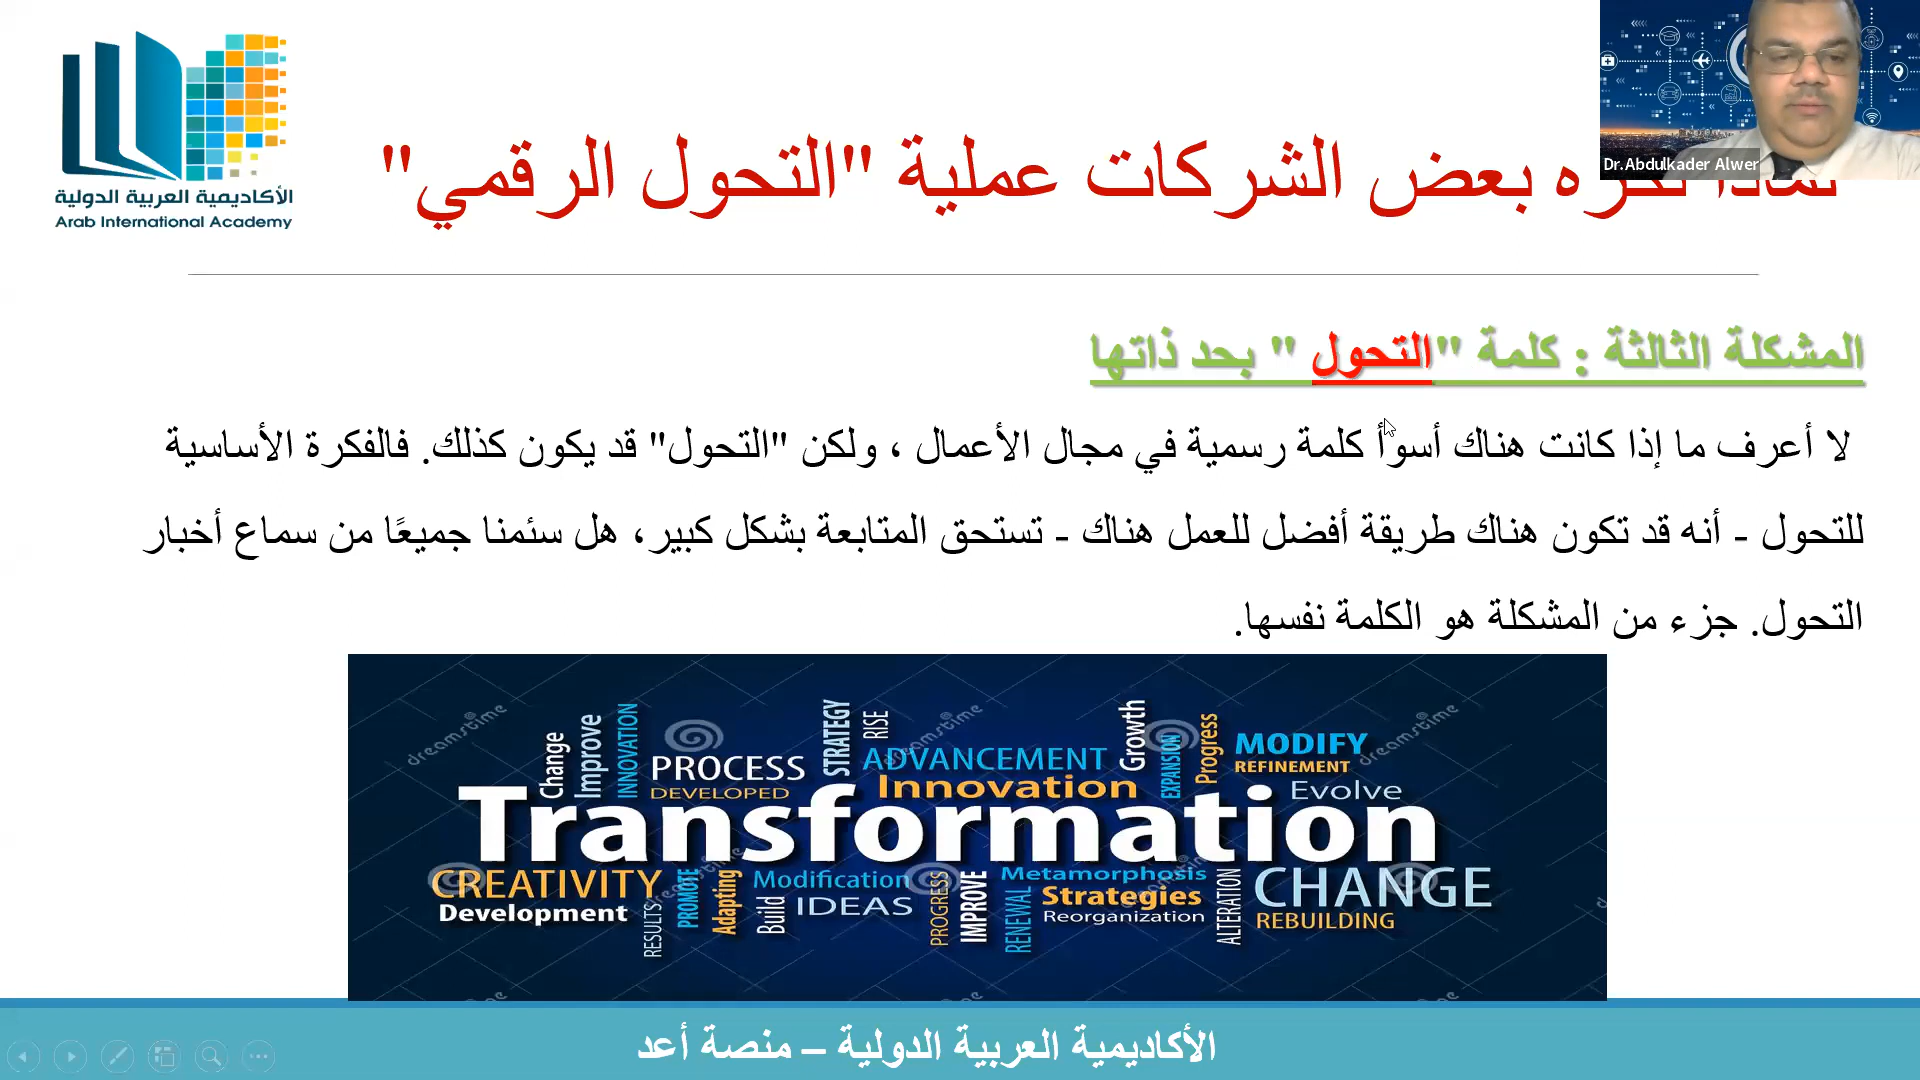 الأكاديمية العربية الدولية
Arab International Academy
Dr.Abdulkader Alwer
بعض الشركات عملية "التحول الرقمي"
المشكلة الثالثة : كلمة "التحول " بحد ذاتها
لا أعرف ما إذا كانت هناك أسوأ كلمة رسمية في مجال الأعمال ، ولكن "التحول" قد يكون كذلك. فالفكرة الأساسية
للتحول - أنه قد تكون هناك طريقة أفضل للعمل هناك - تستحق المتابعة بشكل كبير، هل سئمنا جميعًا من سماع أخبار
التحول. جزء من المشكلة هو الكلمة نفسها.
Change
Improve
INNOVATION
PROCESS
DEVELOPED
STRATEGY
RISE
ADVANCEMENT
Innovation
Growth
EXPANSION
Progress
MODIFY
REFINEMENT
Evolve
Transformation
CREATIVITY
Development
RESULTS
PROMOTE
Adapting
Build
Modification
IDEAS
PROGRESS
IMPROVE
RENEWAL
Metamorphosis
Strategies
Reorganization
ALTERATION
CHANGE
REBUILDING
dreamstime
dreamstime
dreamstime
الأكاديمية العربية الدولية – منصة أعد